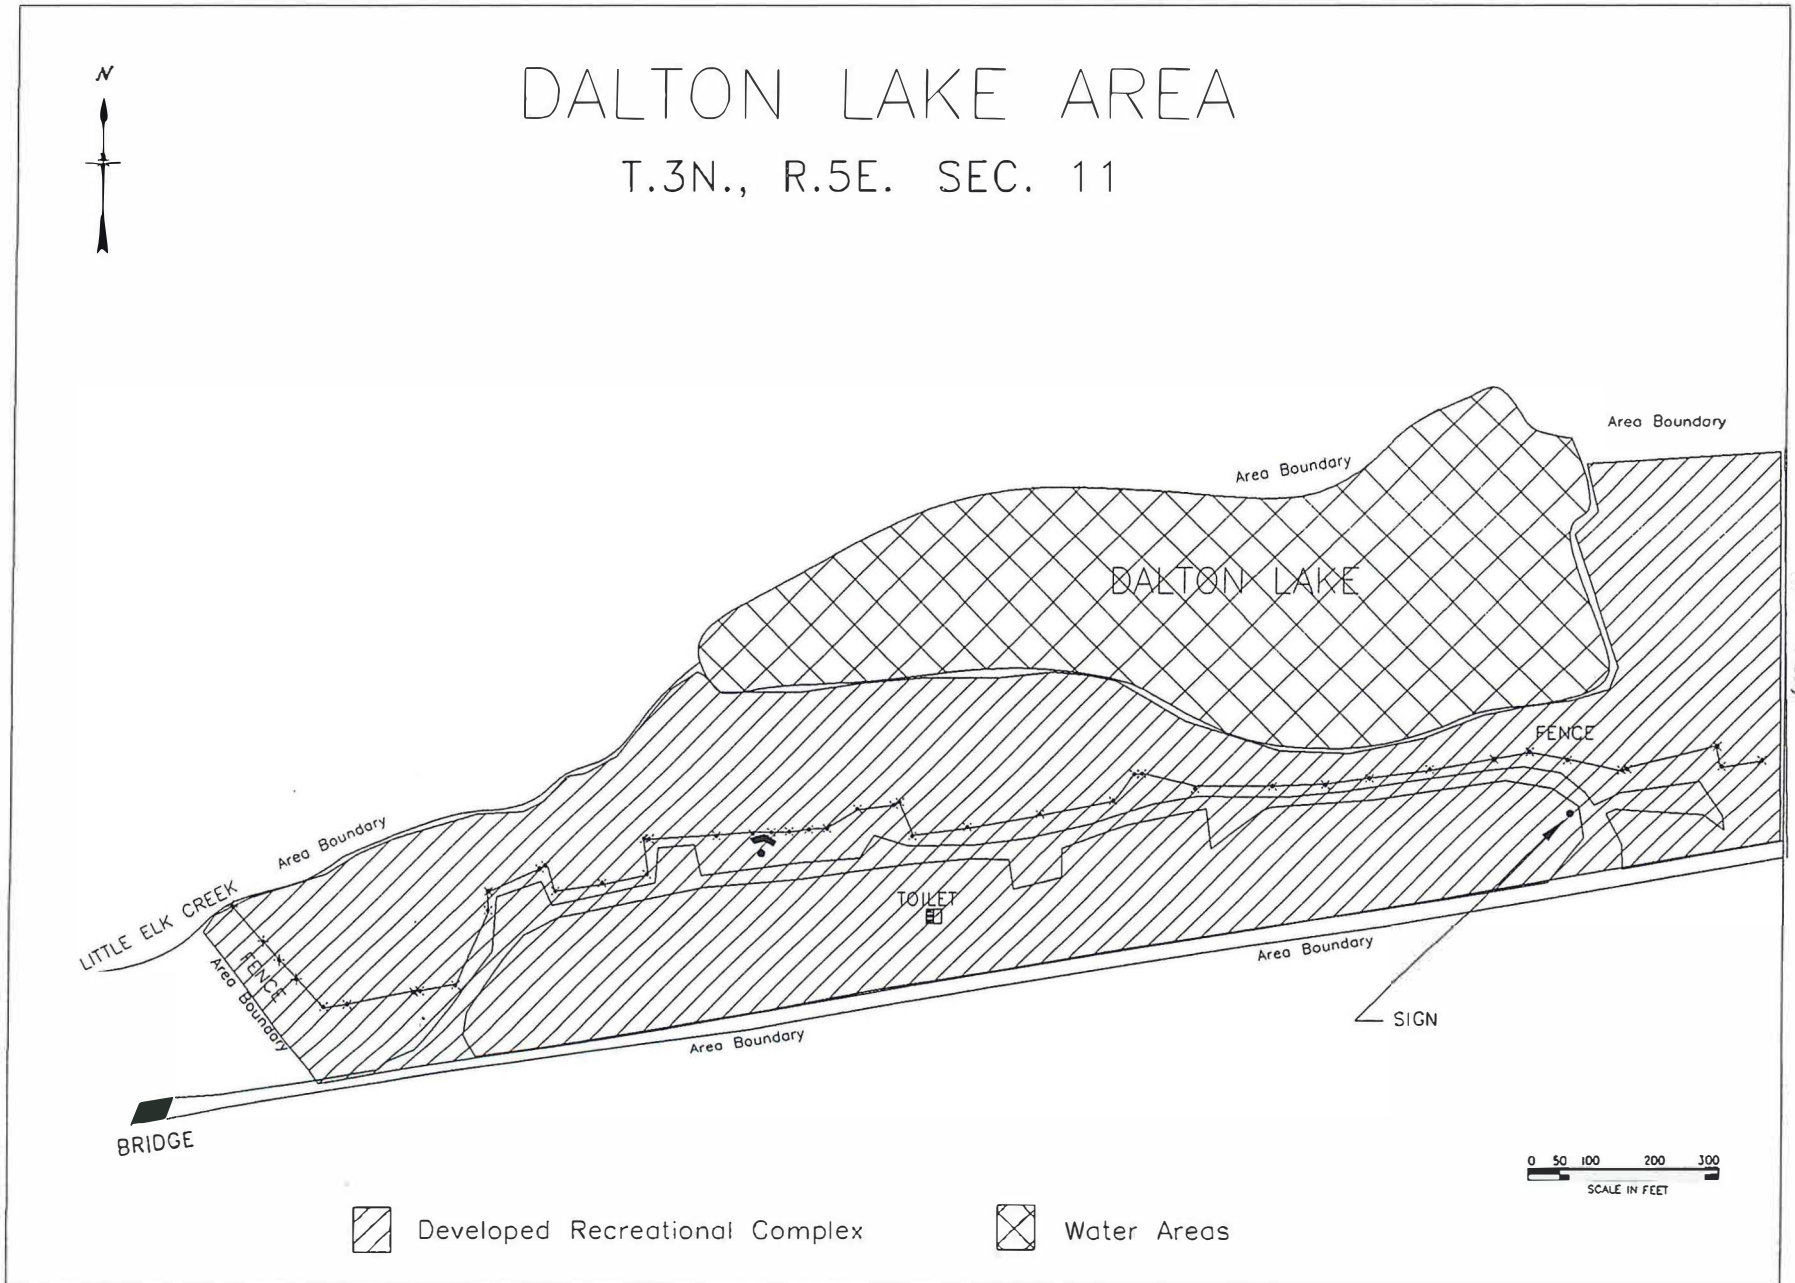 N
DALTON LAKE AREA
T.3N., R.5E. SEC. 11
Area Boundary
Area Boundary
DALTON LAKE
FENCE
Area Boundary
LITTLE ELK CREEK
TOILET
FENCE
Area Boundary
Area Boundary
Area Boundary
SIGN
BRIDGE
0 50 100 200 300
SCALE IN FEET
Developed Recreational Complex
Water Areas